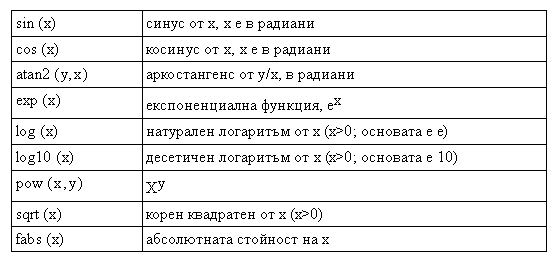 sin (x) синус от x, x е в радиани
cos (x) косинус от x, x е в радиани
atan2 (y,x) аркостангенс от y/x, в радиани
exp (x) експоненциална функция, e^x
log (x) натурален логаритъм от x (x>0; основата е e)
log10 (x) десетичен логаритъм от x (x>0; основата е 10)
pow (x,y) x^y
sqrt (x) корен квадратен от x (x>0)
fabs (x) абсолютната стойност на x